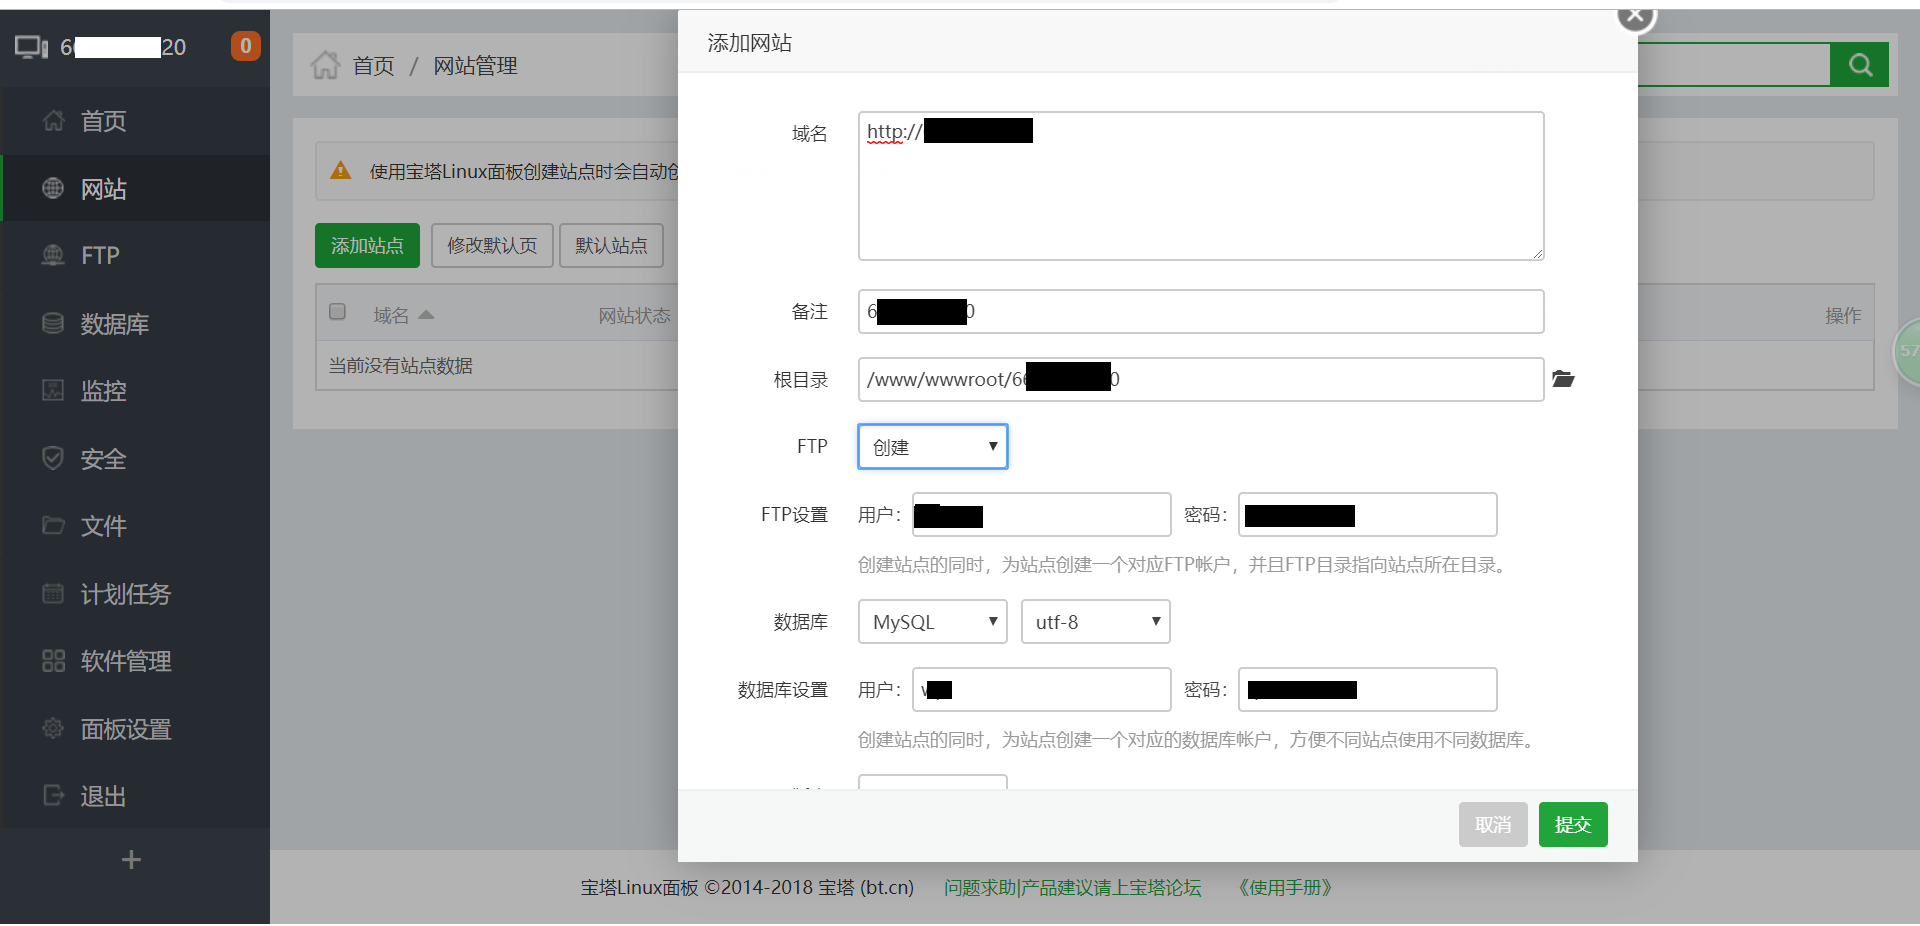 6 20
0
首页
网站
FTP
数据库
监控
安全
文件
计划任务
软件管理
面板设置
退出
+
首页 / 网站管理
使用宝塔Linux面板创建站点时会自动创
添加站点 修改默认页 默认站点
域名 网站状态
操作
当前没有站点数据
57
添加网站
域名 http://
备注 6 0
根目录 /www/wwwroot/6 0
FTP 创建
FTP设置 用户： 密码：
创建站点的同时，为站点创建一个对应FTP帐户，并且FTP目录指向站点所在目录。
数据库 MySQL utf-8
数据库设置 用户： 密码：
创建站点的同时，为站点创建一个对应的数据库帐户，方便不同站点使用不同数据库。
取消 提交
宝塔Linux面板 ©2014-2018 宝塔 (bt.cn) 问题求助|产品建议请上宝塔论坛 《使用手册》